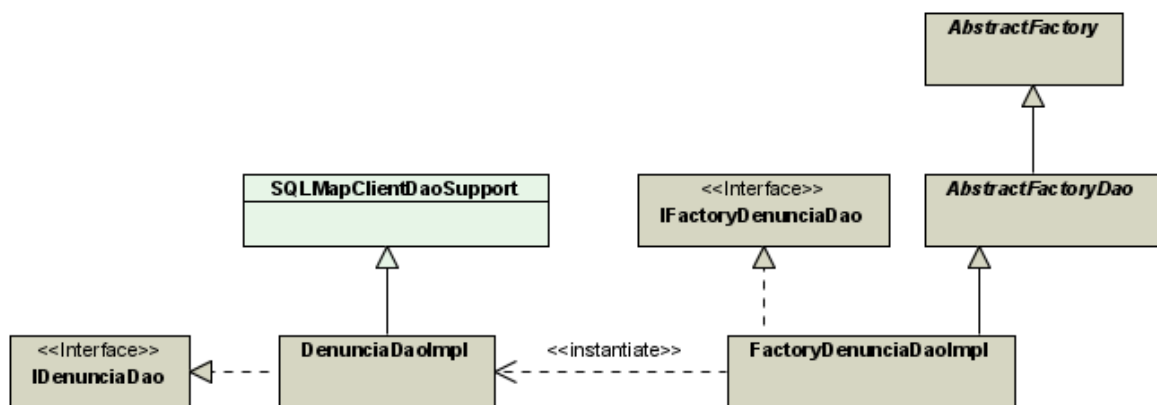 AbstractFactory
SQLMapClientDaoSupport
<<Interface>>
IFactoryDenunciaDao
AbstractFactoryDao
<<Interface>>
IDenunciaDao
DenunciaDaoImpl
<<instantiate>>
FactoryDenunciaDaoImpl